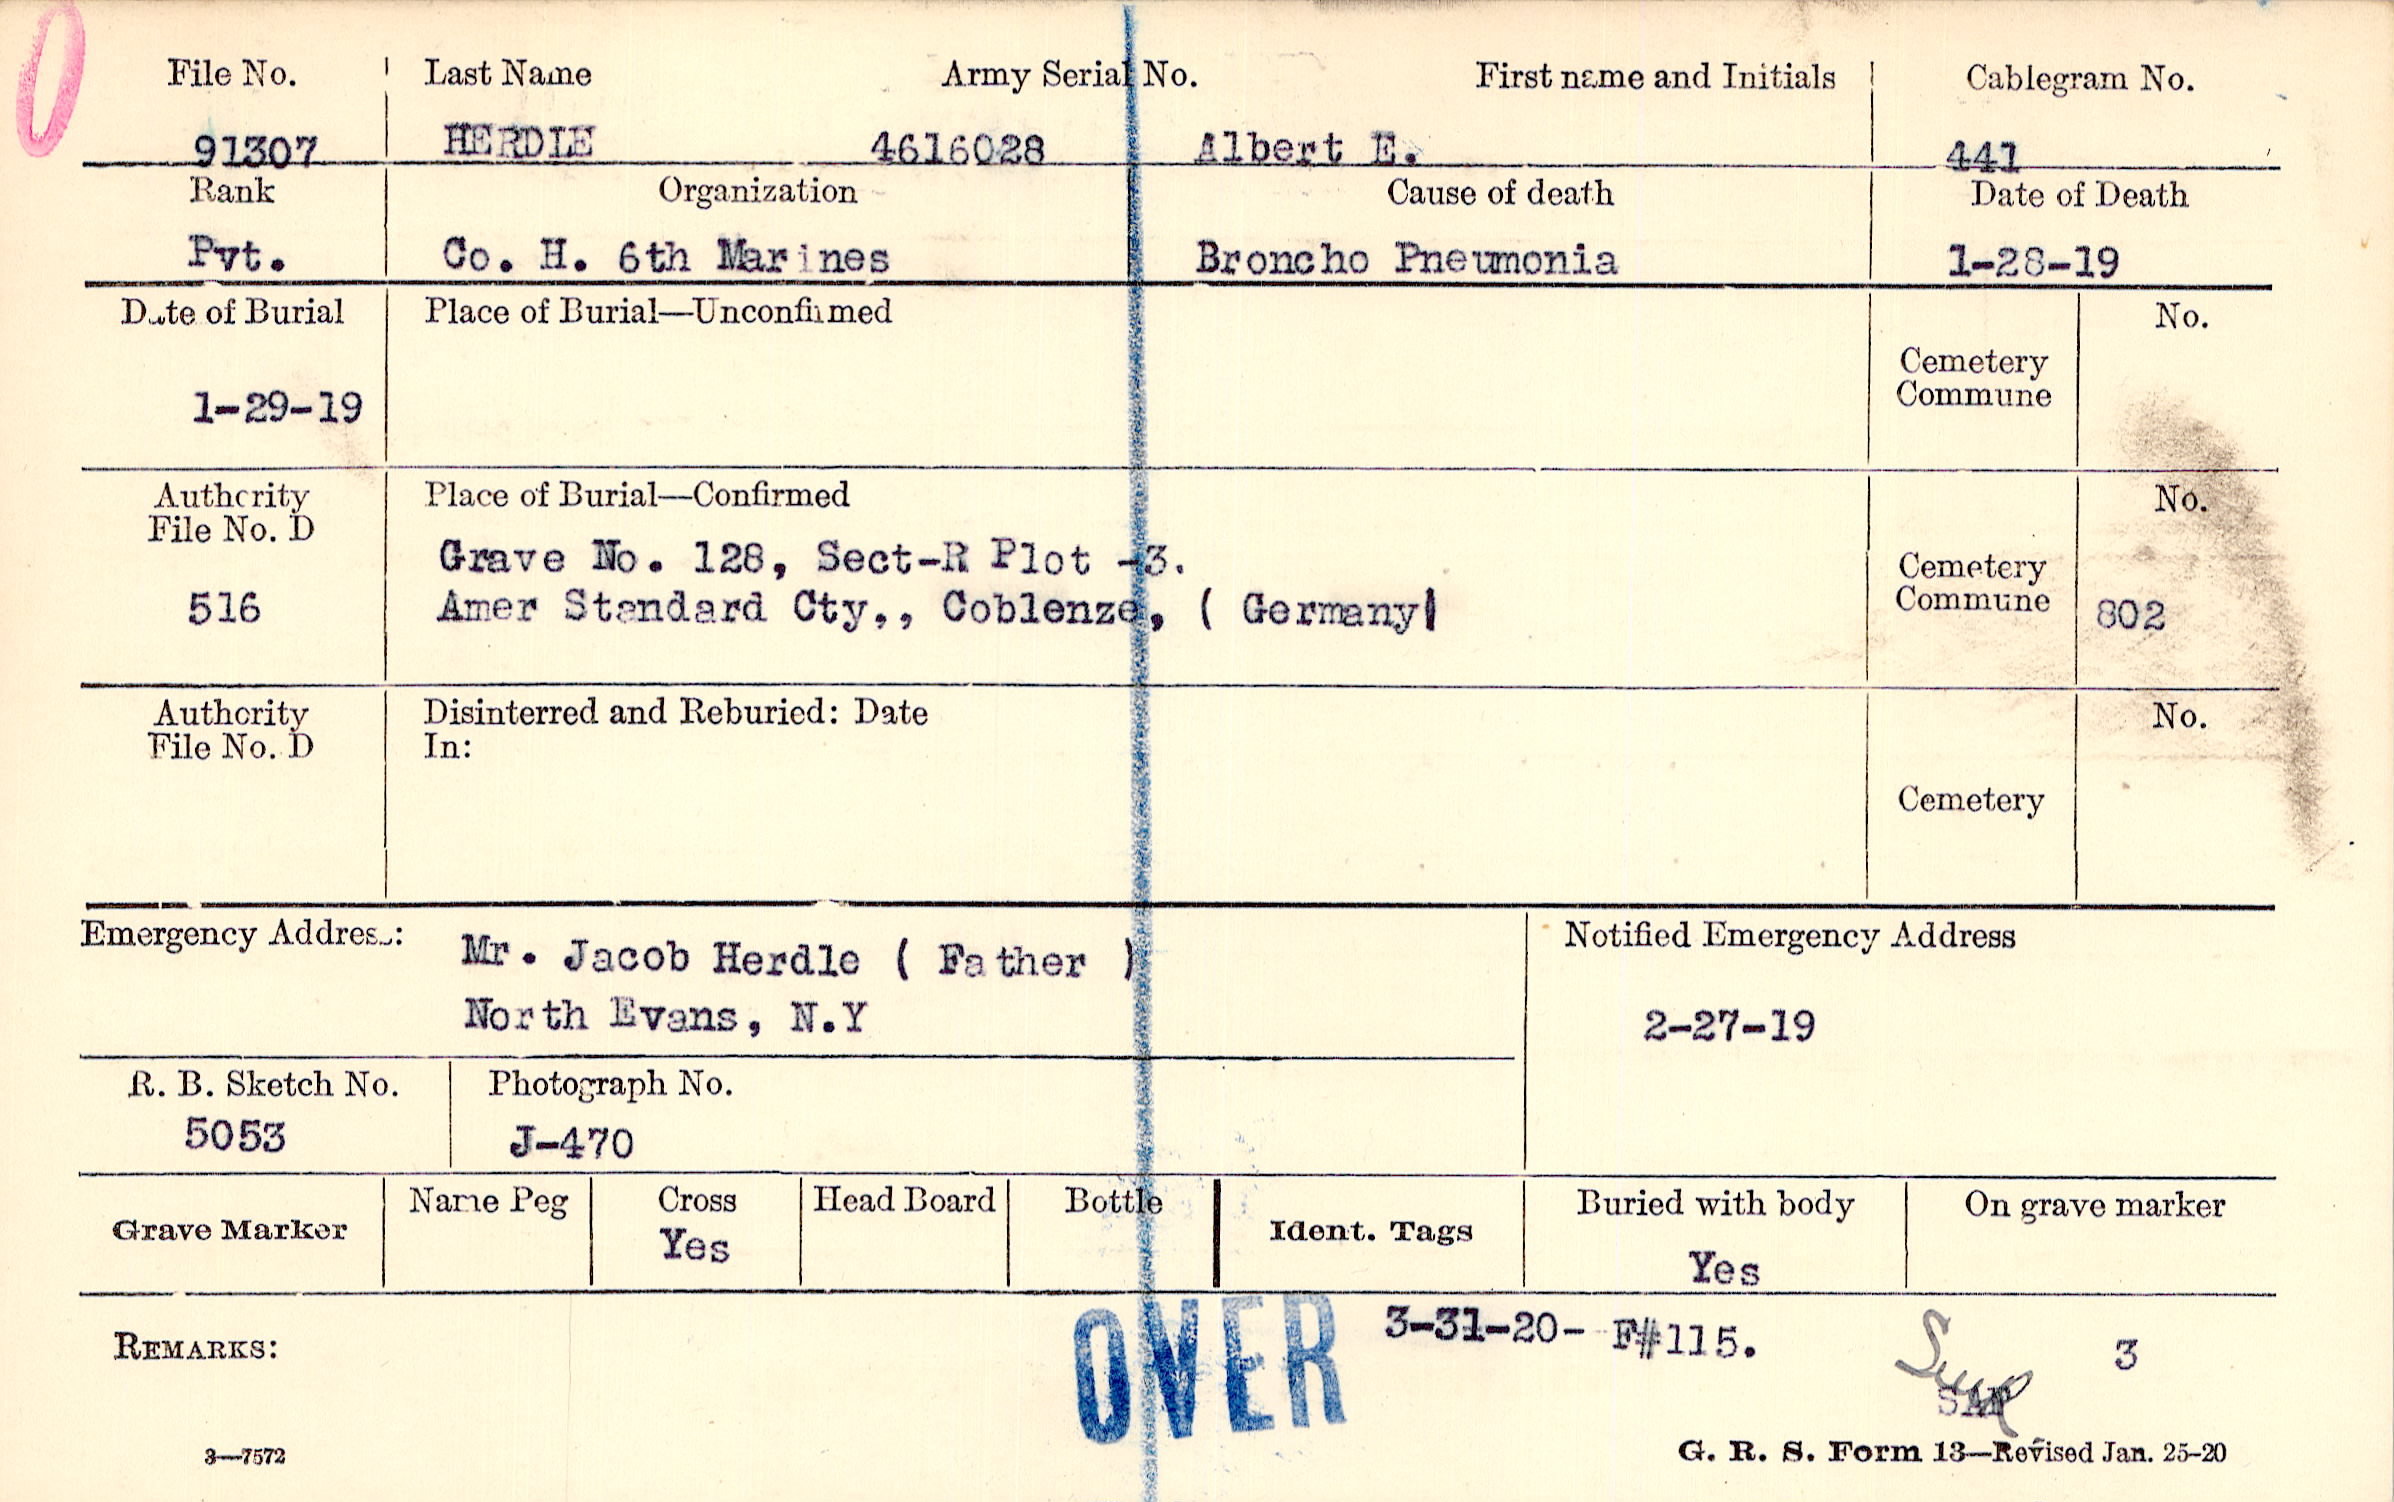 File No. Last Name Army Serial No. First name and Initials Cablegram No.
91307 HERDLE 4616028 Albert E. 441
Rank Organization Cause of death Date of Death
Pvt. Co. H. 6th Marines Broncho Pneumonia 1-28-19
Date of Burial Place of Burial—Unconfirmed No.
Cemetery
Commune
1-29-19
Authority Place of Burial—Confirmed No.
File No. D
Grave No. 128, Sect-R Plot -3.
Cemetery
516 Amer Standard Cty,, Coblenze, ( Germany) Commune 802
Authority Disinterred and Reburied: Date No.
File No. D In:
Cemetery
Emergency Address: Mr. Jacob Herdle ( Father ) Notified Emergency Address
North Evans, N.Y 2-27-19
R. B. Sketch No. Photograph No.
5053 J-470
Grave Marker Name Peg Cross Head Board Bottle Ident. Tags Buried with body On grave marker
Yes Yes
OVER 3-31-20- F#115.
REMARKS: 3
3—7572 G. R. S. Form 13—Revised Jan. 25-20